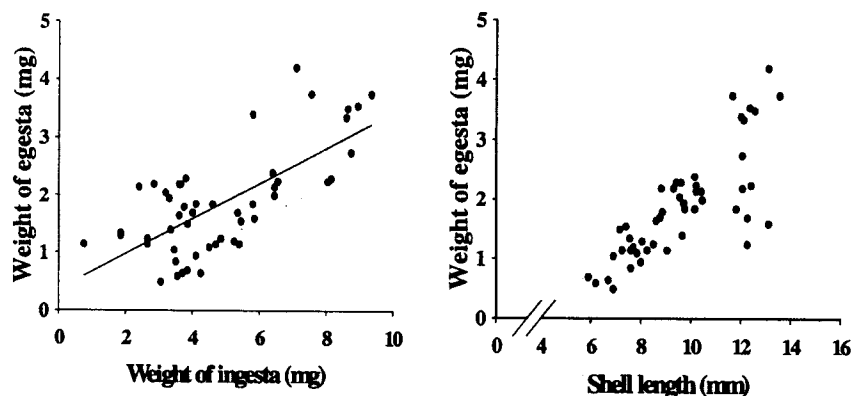 Weight of egesta (mg)
5
4
3
2
1
0
0 2 4 6 8 10
Weight of ingesta (mg)
Weight of egesta (mg)
5
4
3
2
1
0
0 4 6 8 10 12 14 16
Shell length (mm)